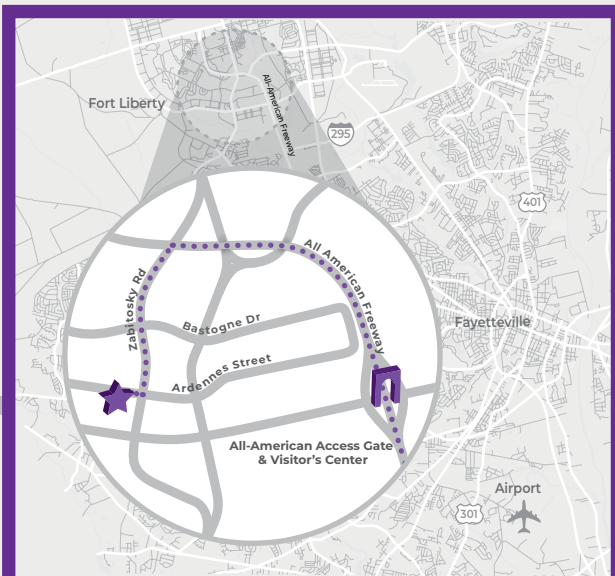 Fort Liberty
All-American Freeway
295
401
All American Freeway
Zabitosky Rd
Bastogne Dr
Fayetteville
Ardennes Street
All-American Access Gate
& Visitor's Center
Airport
301